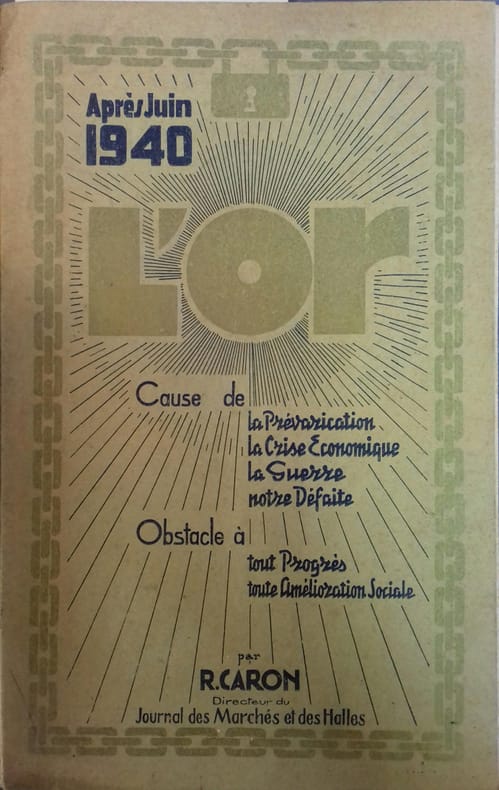 Après Juin
1940
L'or
Cause de
la Prévarication
la Crise Economique
la Guerre
notre Défaite
Obstacle à
tout Progrès
toute Amélioration Sociale
par
R. CARON
Directeur du
Journal des Marchés et des Halles